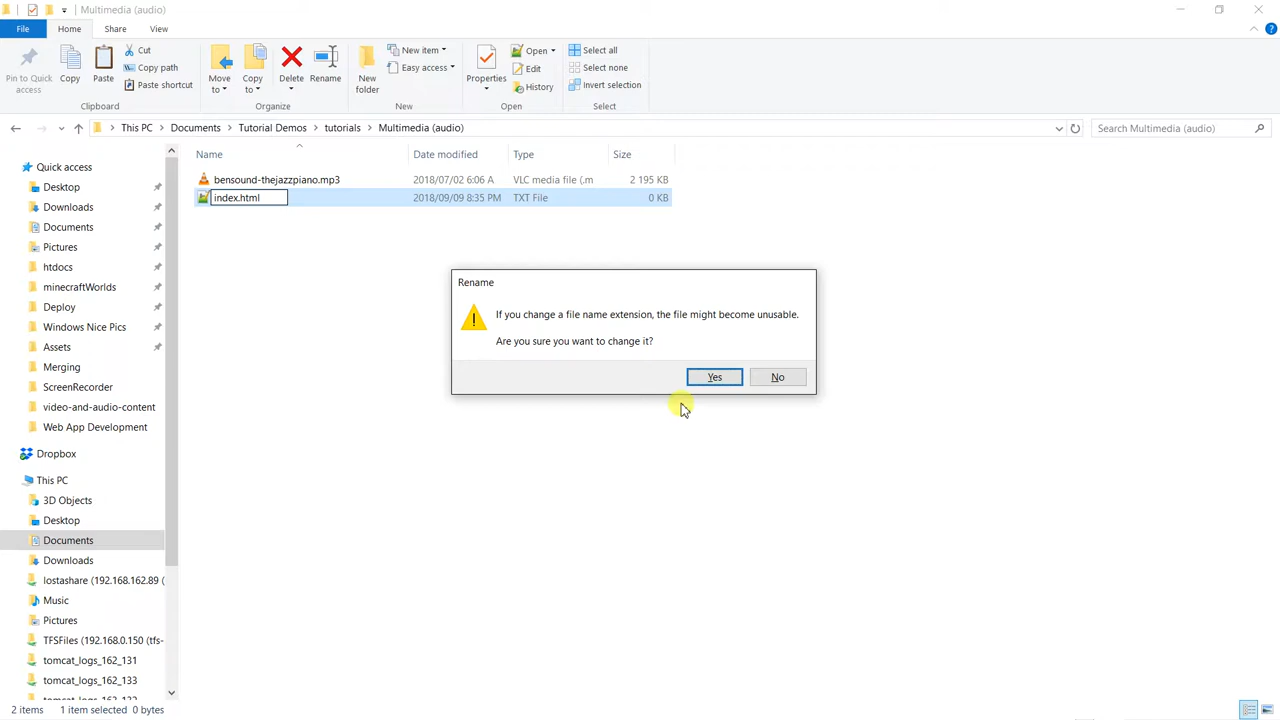 Multimedia (audio)
File Home Share View
Pin to Quick access
Copy
Paste
Cut
Copy path
Paste shortcut
Clipboard
Move to
Copy to
Delete
Rename
Organize
New folder
New item
Easy access
New
Properties
Open
Edit
History
Open
Select all
Select none
Invert selection
Select
This PC > Documents > Tutorial Demos > tutorials > Multimedia (audio)
Search Multimedia (audio)
Name Date modified Type Size
bensound-thejazzpiano.mp3 2018/07/02 6:06 A VLC media file (.m 2 195 KB
index.html 2018/09/09 8:35 PM TXT File 0 KB
Quick access
Desktop
Downloads
Documents
Pictures
htdocs
minecraftWorlds
Deploy
Windows Nice Pics
Assets
Merging
ScreenRecorder
video-and-audio-content
Web App Development
Dropbox
This PC
3D Objects
Desktop
Documents
Downloads
lostashare (192.168.162.89 (
Music
Pictures
TFSFiles (192.168.0.150 (tfs-
tomcat_logs_162_131
tomcat_logs_162_133
Rename
If you change a file name extension, the file might become unusable.
Are you sure you want to change it?
Yes No
2 items 1 item selected 0 bytes